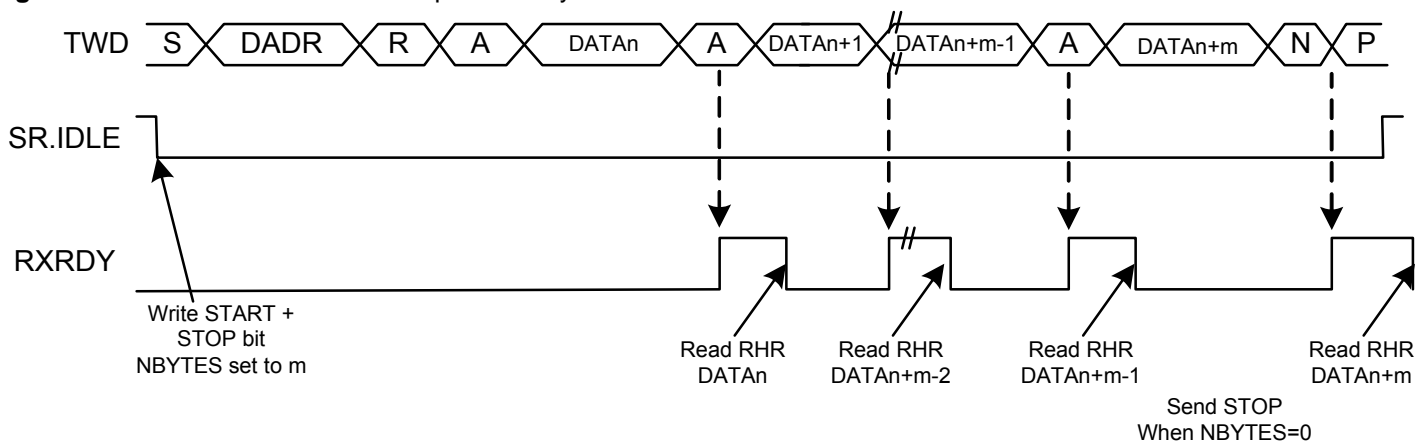 TWD S DADR R A DATAn A DATAn+1 DATAn+m-1 A DATAn+m N P
SR.IDLE
RXRDY
Write START +
STOP bit
NBYTES set to m
Read RHR
DATAn
Read RHR
DATAn+m-2
Read RHR
DATAn+m-1
Read RHR
DATAn+m
Send STOP
When NBYTES=0